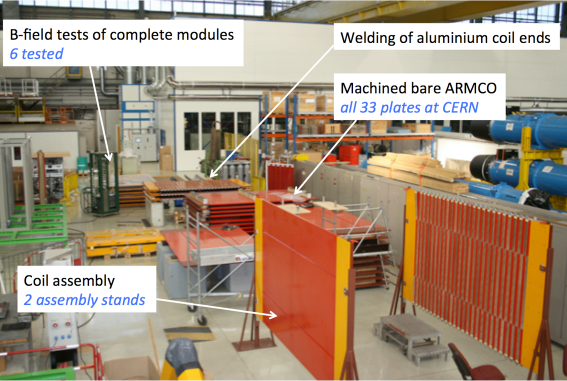 B-field tests of complete modules
6 tested
Welding of aluminium coil ends
Machined bare ARMCO
all 33 plates at CERN
Coil assembly
2 assembly stands